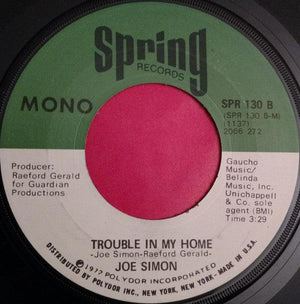 Spring
RECORDS
MONO
SPR 130 B
(SPR 130 B-M)
(1137)
2066 272
Producer:
Raeford Gerald
for Guardian
Productions
Gaucho
Music/
Belinda
Music, Inc.
Unichappell
& Co. sole
agent (BMI)
Time 3:29
TROUBLE IN MY HOME
-Joe Simon-Raeford Gerald-
JOE SIMON
℗ 1972 POLYDOR INCORPORATED
DISTRIBUTED BY POLYDOR INC., NEW YORK, NEW YORK. MADE IN U.S.A.